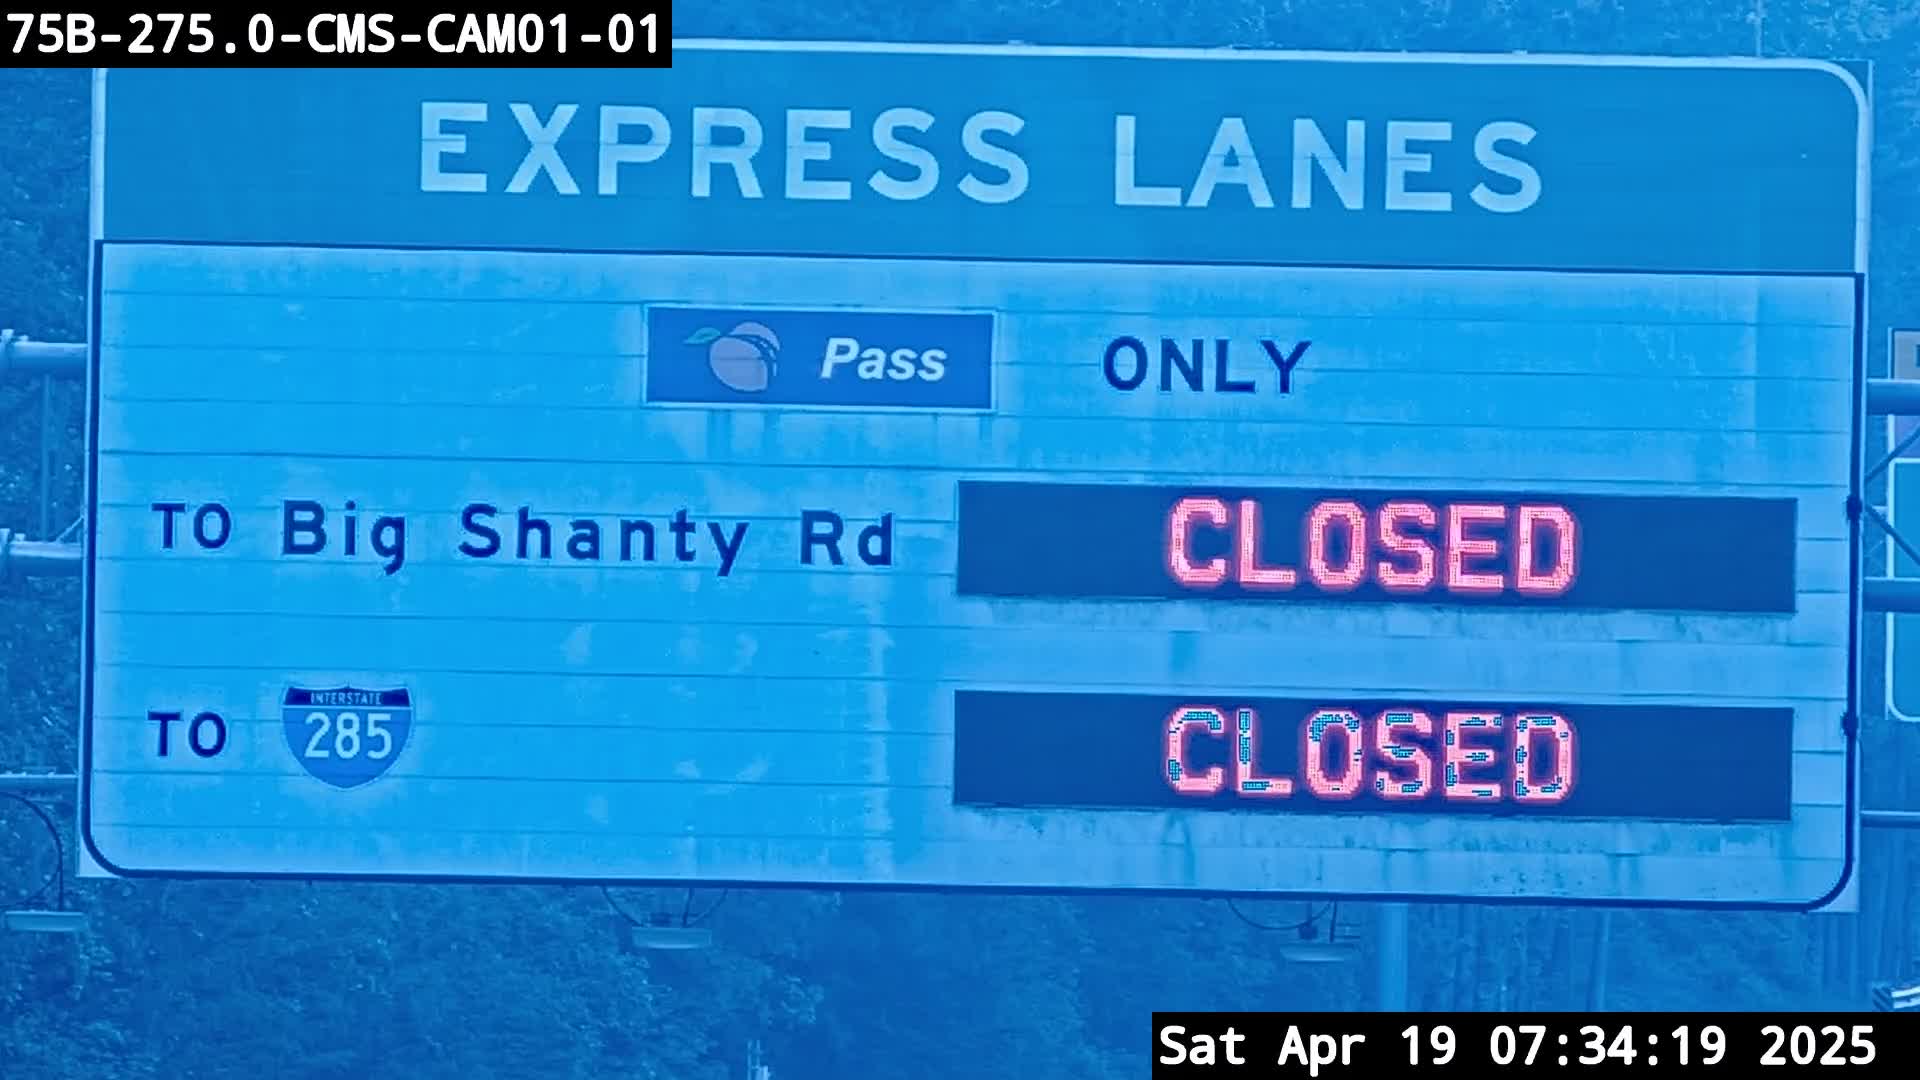 75B-275.0-CMS-CAM01-01
EXPRESS LANES
Pass ONLY
TO Big Shanty Rd CLOSED
TO INTERSTATE 285 CLOSED
Sat Apr 19 07:34:19 2025